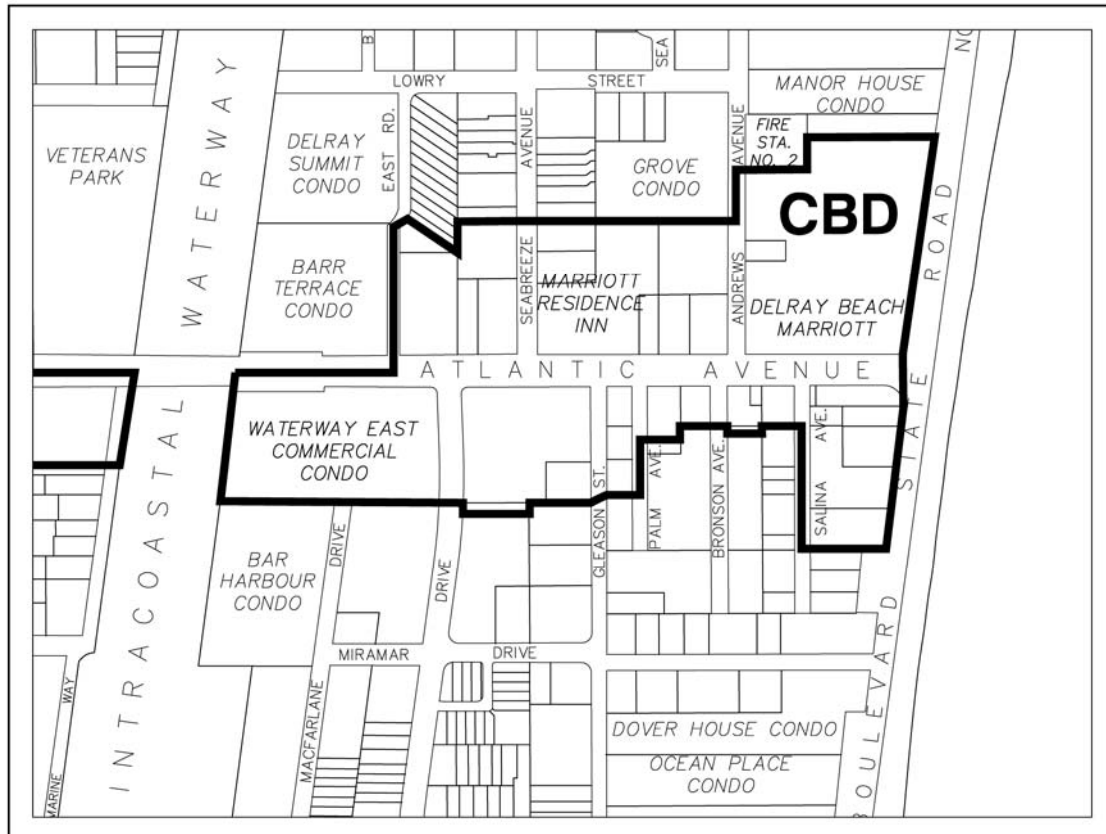 B
SEA
NO
LOWRY
STREET
MANOR HOUSE
CONDO
WATERWAY
VETERANS
PARK
DELRAY
SUMMIT
CONDO
EAST RD.
AVENUE
GROVE
CONDO
AVENUE
FIRE
STA.
NO. 2
CBD
BARR
TERRACE
CONDO
SEABREEZE
MARRIOTT
RESIDENCE
INN
ANDREWS
DELRAY BEACH
MARRIOTT
ROAD
ATLANTIC AVENUE
WATERWAY EAST
COMMERCIAL
CONDO
GLEASON ST.
PALM AVE.
BRONSON AVE.
SALINA AVE.
STATE
INTRACOASTAL
BAR
HARBOUR
CONDO
DRIVE
DRIVE
MIRAMAR DRIVE
MACFARLANE
BOULEVARD
DOVER HOUSE CONDO
OCEAN PLACE
CONDO
MARINE WAY